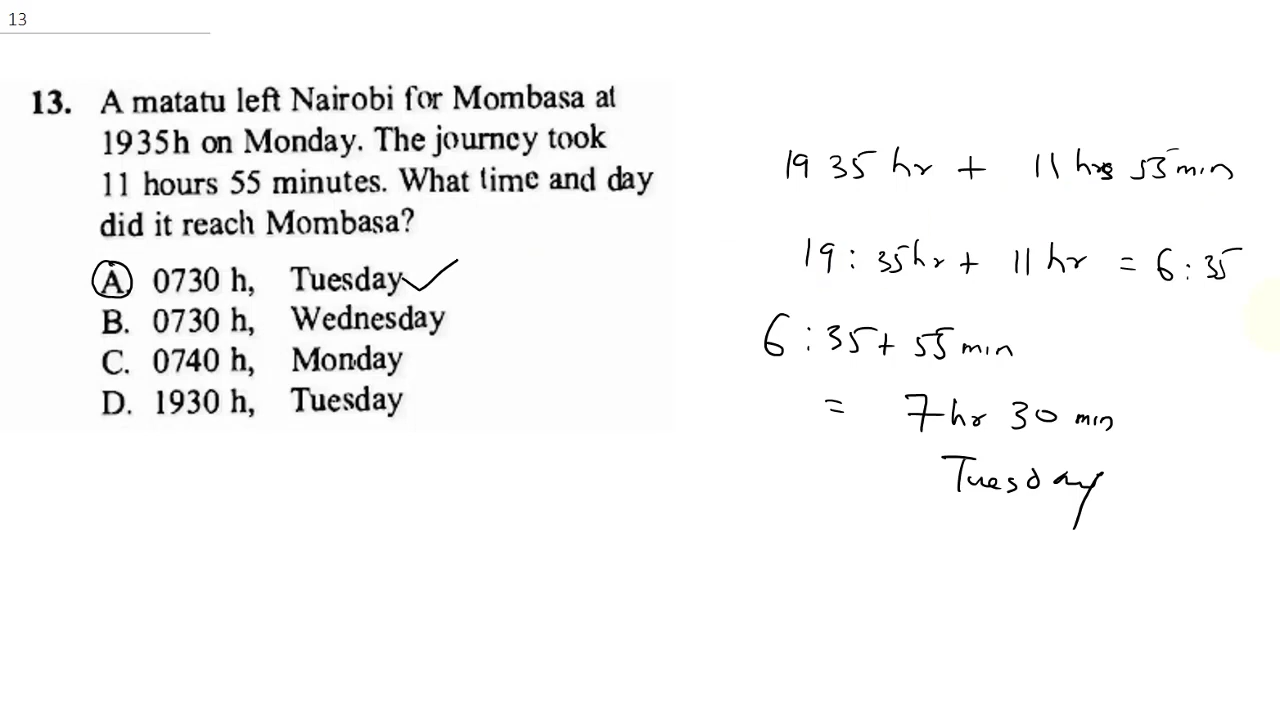 13
13. A matatu left Nairobi for Mombasa at
1935h on Monday. The journey took
11 hours 55 minutes. What time and day
did it reach Mombasa?
A. 0730 h, Tuesday
B. 0730 h, Wednesday
C. 0740 h, Monday
D. 1930 h, Tuesday
19 35 hr + 11 hrs 55 min
19 : 35 hr + 11 hr = 6 : 35
6 : 35 + 55 min
= 7 hr 30 min
Tuesday